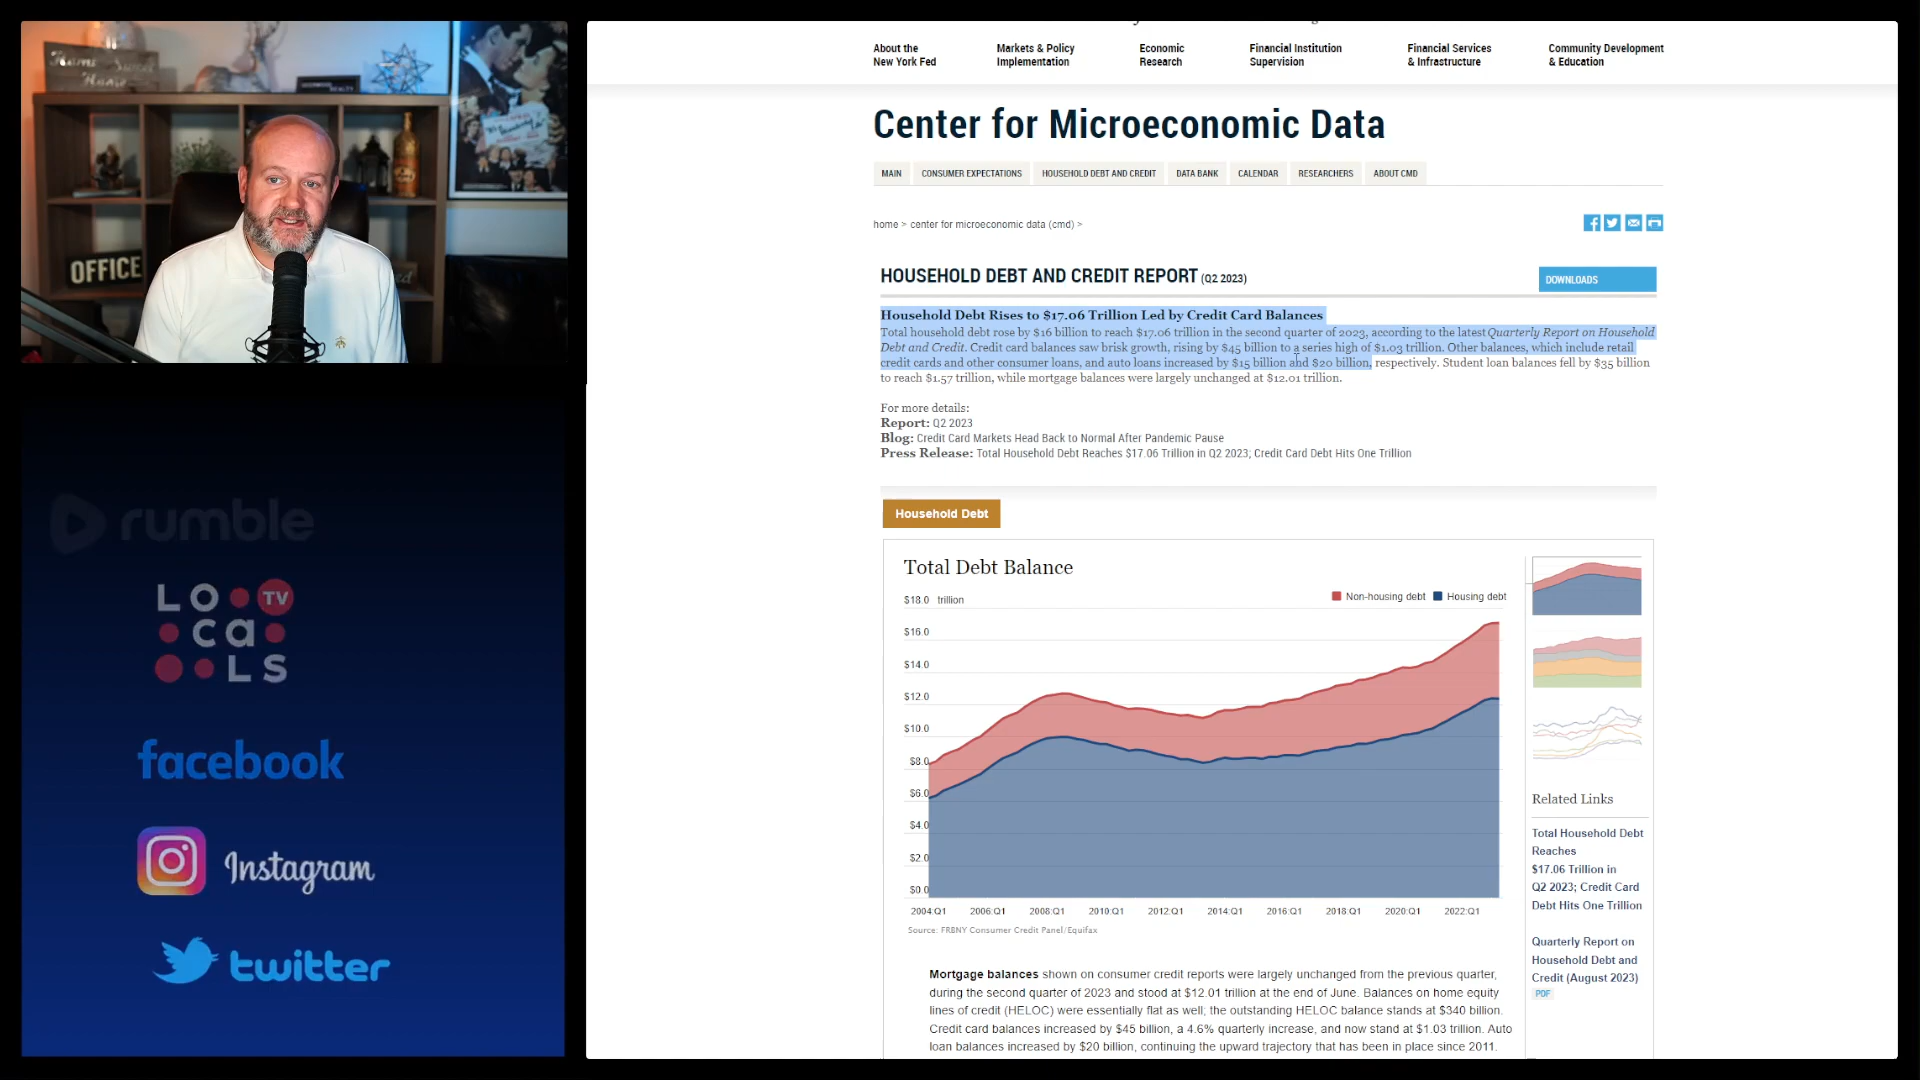 OFFICE
rumble
LOCALS TV
facebook
Instagram
twitter
About the
New York Fed
Markets & Policy
Implementation
Economic
Research
Financial Institution
Supervision
Financial Services
& Infrastructure
Community Development
& Education
Center for Microeconomic Data
MAIN
CONSUMER EXPECTATIONS
HOUSEHOLD DEBT AND CREDIT
DATA BANK
CALENDAR
RESEARCHERS
ABOUT CMD
home > center for microeconomic data (cmd) >
HOUSEHOLD DEBT AND CREDIT REPORT (Q2 2023)
DOWNLOADS
Household Debt Rises to $17.06 Trillion Led by Credit Card Balances
Total household debt rose by $16 billion to reach $17.06 trillion in the second quarter of 2023, according to the latest Quarterly Report on Household
Debt and Credit. Credit card balances saw brisk growth, rising by $45 billion to a series high of $1.03 trillion. Other balances, which include retail
credit cards and other consumer loans, and auto loans increased by $15 billion and $20 billion, respectively. Student loan balances fell by $35 billion
to reach $1.57 trillion, while mortgage balances were largely unchanged at $12.01 trillion.
For more details:
Report: Q2 2023
Blog: Credit Card Markets Head Back to Normal After Pandemic Pause
Press Release: Total Household Debt Reaches $17.06 Trillion in Q2 2023; Credit Card Debt Hits One Trillion
Household Debt
Total Debt Balance
$18.0 trillion
Non-housing debt
Housing debt
$16.0
$14.0
$12.0
$10.0
$8.0
$6.0
$4.0
$2.0
$0.0
2004:Q1
2006:Q1
2008:Q1
2010:Q1
2012:Q1
2014:Q1
2016:Q1
2018:Q1
2020:Q1
2022:Q1
Source: FRBNY Consumer Credit Panel/Equifax
Related Links
Total Household Debt
Reaches
$17.06 Trillion in
Q2 2023; Credit Card
Debt Hits One Trillion
Quarterly Report on
Household Debt and
Credit (August 2023)
PDF
Mortgage balances shown on consumer credit reports were largely unchanged from the previous quarter,
during the second quarter of 2023 and stood at $12.01 trillion at the end of June. Balances on home equity
lines of credit (HELOC) were essentially flat as well; the outstanding HELOC balance stands at $340 billion.
Credit card balances increased by $45 billion, a 4.6% quarterly increase, and now stand at $1.03 trillion. Auto
loan balances increased by $20 billion, continuing the upward trajectory that has been in place since 2011.